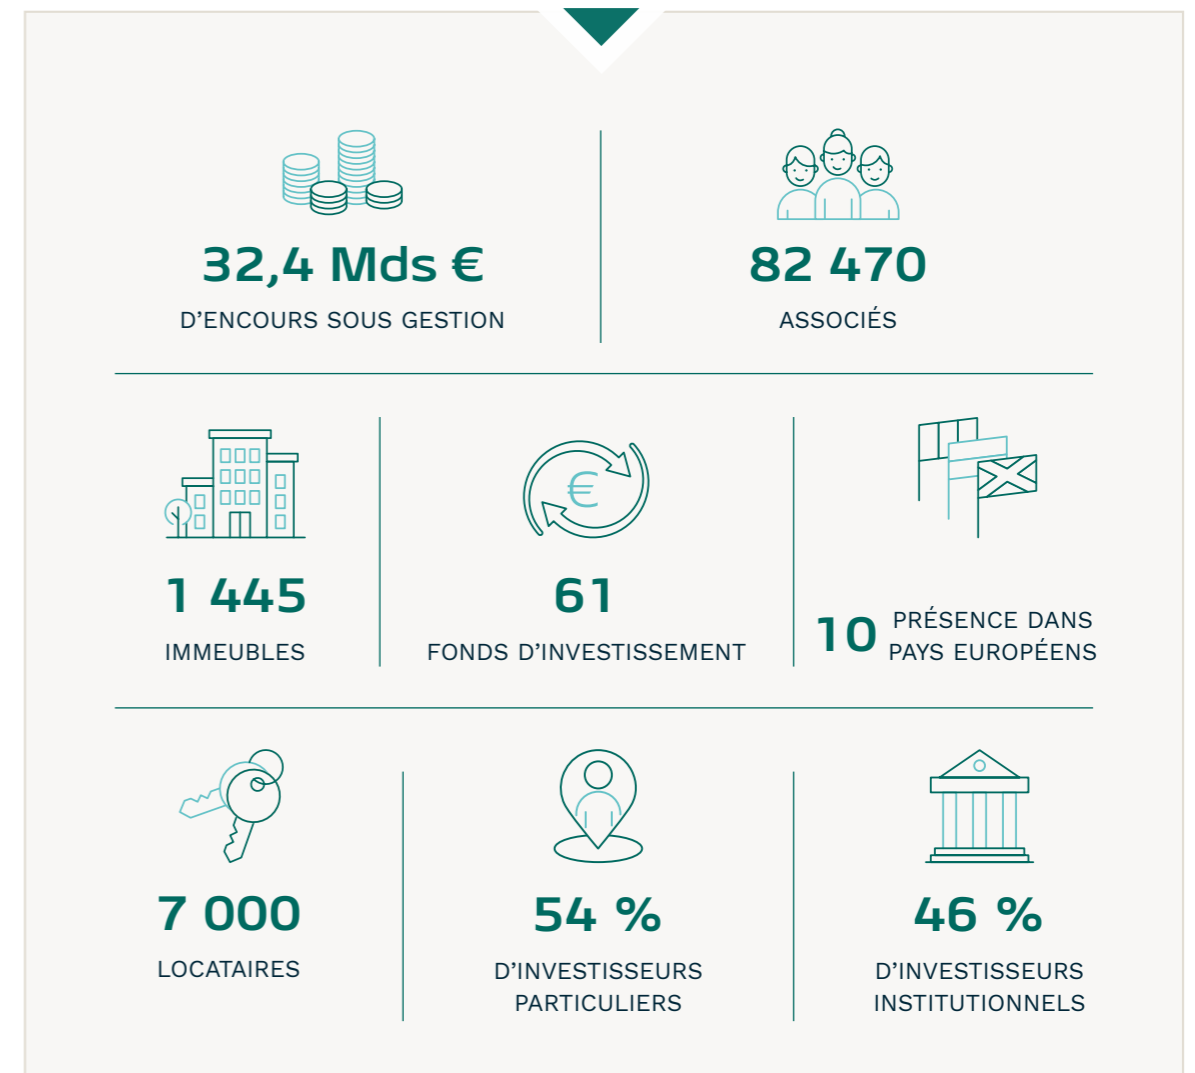 32,4 Mds €
D'ENCOURS SOUS GESTION
82 470
ASSOCIÉS
1 445
IMMEUBLES
€
61
FONDS D'INVESTISSEMENT
10 PRÉSENCE DANS
PAYS EUROPÉENS
7 000
LOCATAIRES
54 %
D'INVESTISSEURS
PARTICULIERS
46 %
D'INVESTISSEURS
INSTITUTIONNELS